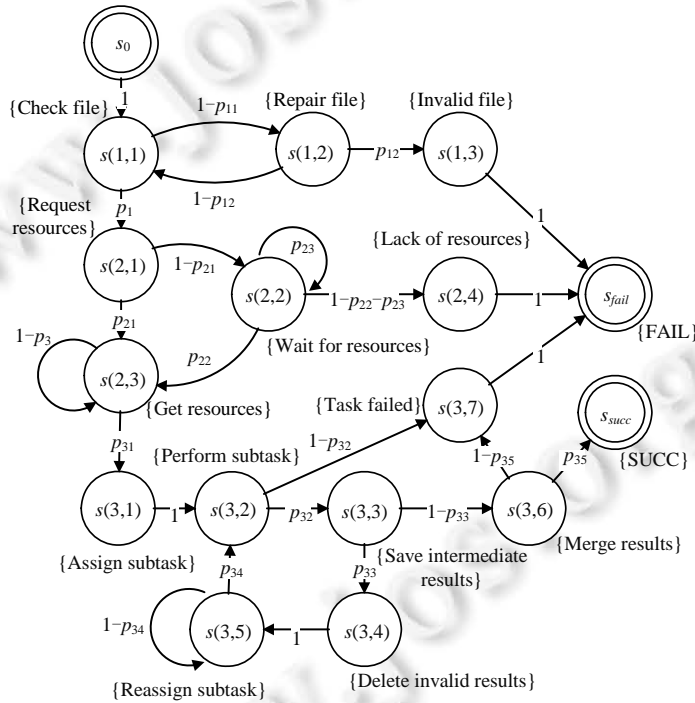 s0
1
{Check file}
1−p11
{Repair file}
{Invalid file}
s(1,1)
s(1,2)
p12
s(1,3)
1−p12
{Request
resources}
p1
1
s(2,1)
1−p21
p23
{Lack of resources}
s(2,2)
1−p22−p23
s(2,4)
1
sfail
{FAIL}
p21
1−p3
p22
{Wait for resources}
1
s(2,3)
{Get resources}
{Task failed}
s(3,7)
ssucc
{SUCC}
p31
{Perform subtask}
1−p32
1−p35
p35
s(3,1)
1
s(3,2)
p32
s(3,3)
1−p33
s(3,6)
{Assign subtask}
{Save intermediate
results}
{Merge results}
p34
p33
1−p34
s(3,5)
1
s(3,4)
{Reassign subtask}
{Delete invalid results}